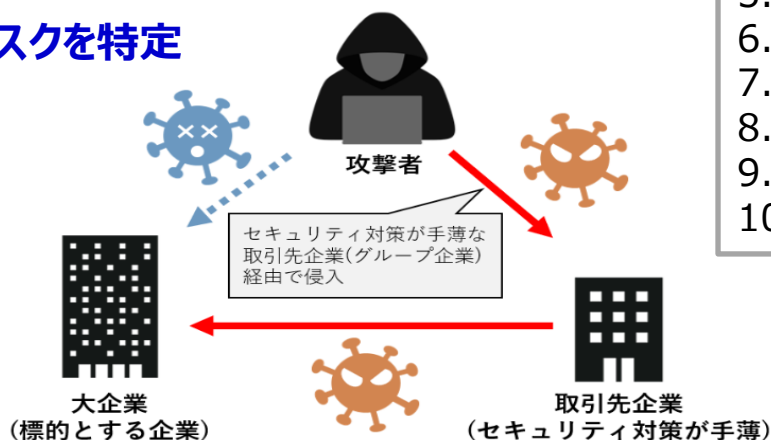 スクを特定
6.
7.
8.
9.
10
攻撃者
セキュリティ対策が手薄な
取引先企業(グループ企業)
経由で侵入
大企業
(標的とする企業)
取引先企業
(セキュリティ対策が手薄)